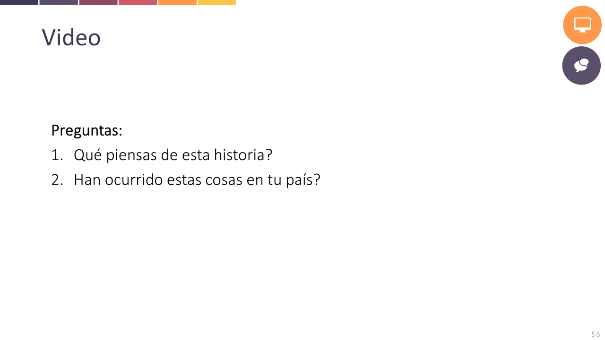 Video
Preguntas:
1. Qué piensas de esta historia?
2. Han ocurrido estas cosas en tu país?
56